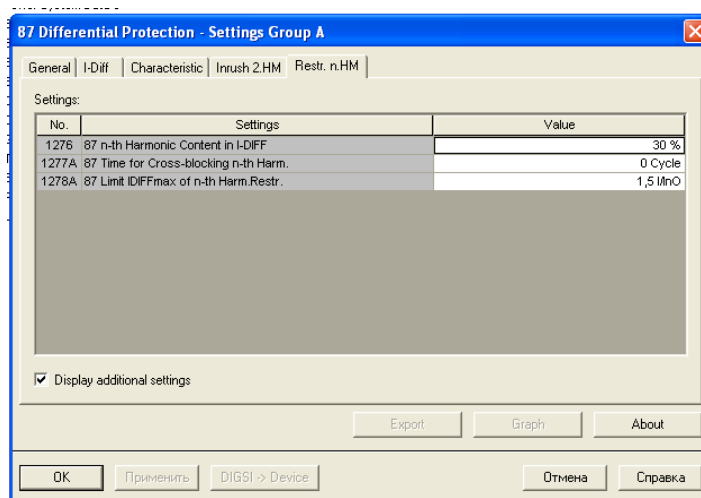 87 Differential Protection - Settings Group A
General I-Diff Characteristic Inrush 2.HM Restr. n.HM
Settings:
No. Settings Value
1276 87 n-th Harmonic Content in I-DIFF 30 %
1277A 87 Time for Cross-blocking n-th Harm. 0 Cycle
1278A 87 Limit IDIFFmax of n-th Harm.Restr. 1,5 I/InO
Display additional settings
Export Graph About
OK Применить DIGSI -> Device Отмена Справка